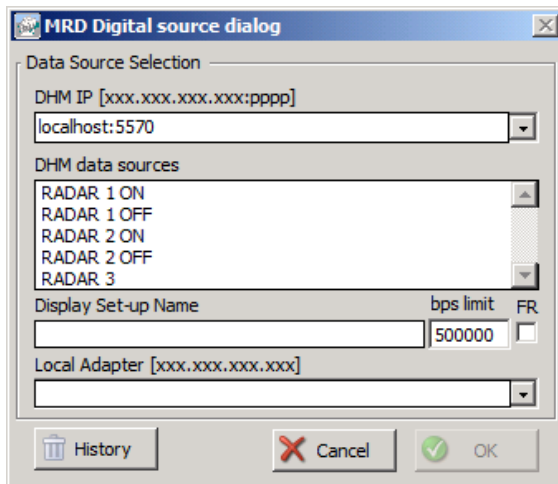 MRD Digital source dialog
Data Source Selection
DHM IP [xxx.xxx.xxx.xxx:pppp]
localhost:5570
DHM data sources
RADAR 1 ON
RADAR 1 OFF
RADAR 2 ON
RADAR 2 OFF
RADAR 3
Display Set-up Name bps limit FR
500000
Local Adapter [xxx.xxx.xxx.xxx]
History Cancel OK